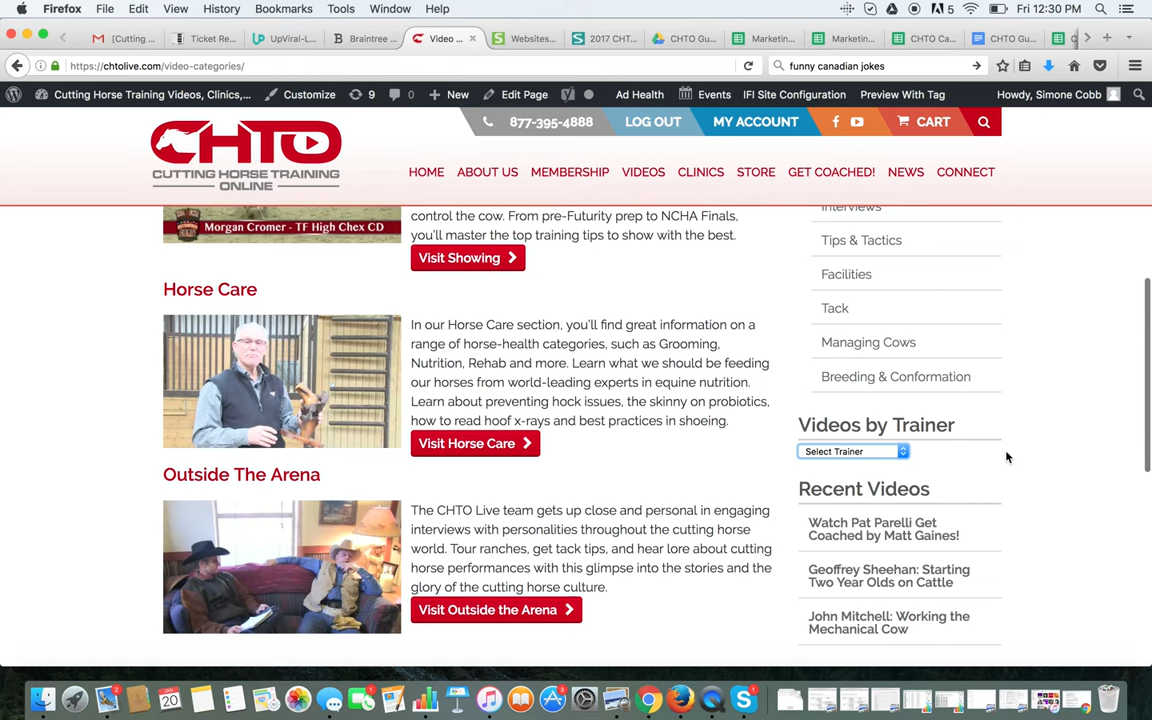 Firefox File Edit View History Bookmarks Tools Window Help 5 Fri 12:30 PM
[Cutting ... Ticket Re... UpViral-L... Braintree ... Video ... Websites... 2017 CHT... CHTO Gu... Marketin... Marketin... CHTO Ca... CHTO Gu...
https://chtolive.com/video-categories/ funny canadian jokes
Cutting Horse Training Videos, Clinics,... Customize 9 0 New Edit Page Ad Health Events IFI Site Configuration Preview With Tag Howdy, Simone Cobb
877-395-4888 LOG OUT MY ACCOUNT CART
CHTO
CUTTING HORSE TRAINING
ONLINE
HOME ABOUT US MEMBERSHIP VIDEOS CLINICS STORE GET COACHED! NEWS CONNECT
Morgan Cromer - TF High Chex CD
control the cow. From pre-Futurity prep to NCHA Finals,
you'll master the top training tips to show with the best.
Visit Showing
Horse Care
In our Horse Care section, you'll find great information on a
range of horse-health categories, such as Grooming,
Nutrition, Rehab and more. Learn what we should be feeding
our horses from world-leading experts in equine nutrition.
Learn about preventing hock issues, the skinny on probiotics,
how to read hoof x-rays and best practices in shoeing.
Visit Horse Care
Outside The Arena
The CHTO Live team gets up close and personal in engaging
interviews with personalities throughout the cutting horse
world. Tour ranches, get tack tips, and hear lore about cutting
horse performances with this glimpse into the stories and the
glory of the cutting horse culture.
Visit Outside the Arena
Interviews
Tips & Tactics
Facilities
Tack
Managing Cows
Breeding & Conformation
Videos by Trainer
Select Trainer
Recent Videos
Watch Pat Parelli Get
Coached by Matt Gaines!
Geoffrey Sheehan: Starting
Two Year Olds on Cattle
John Mitchell: Working the
Mechanical Cow